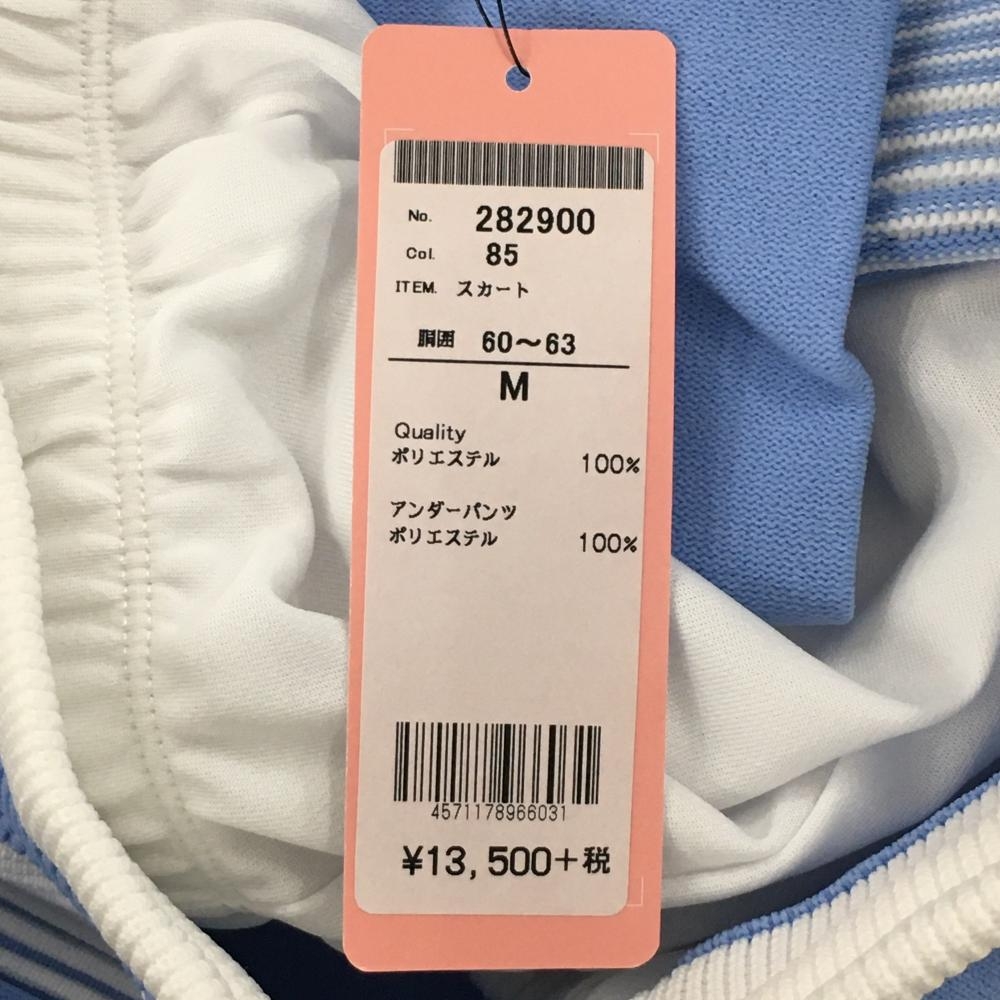 No. 282900
Col. 85
ITEM. スカート
胴囲 60～63
M
Quality
ポリエステル 100%
アンダーパンツ
ポリエステル 100%
4571178966031
¥13,500+税